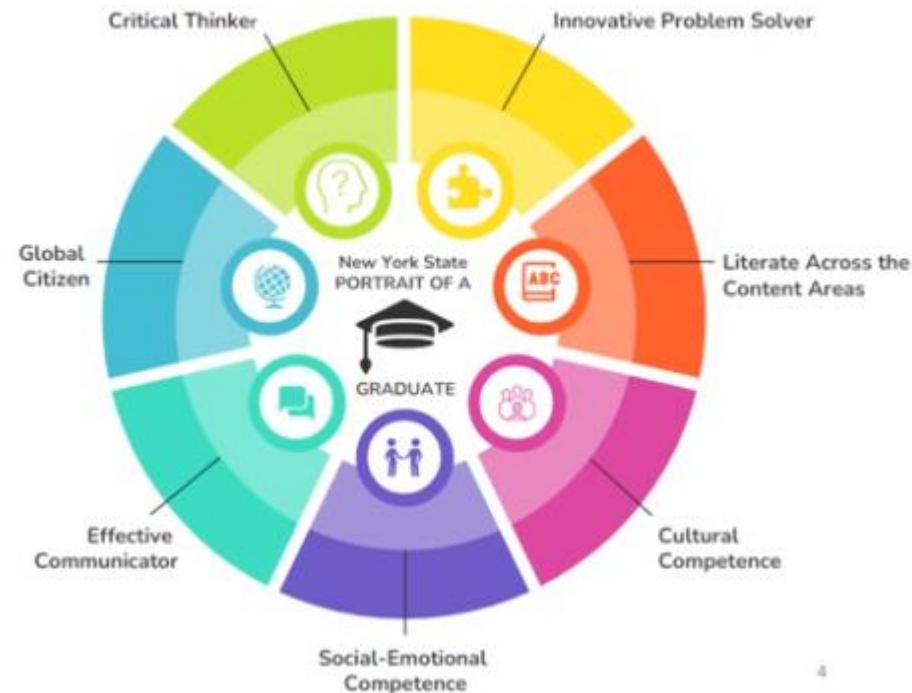 Critical Thinker
Innovative Problem Solver
Global
Citizen
New York State
PORTRAIT OF A
GRADUATE
?
ABC
Literate Across the
Content Areas
Effective
Communicator
Cultural
Competence
Social-Emotional
Competence
4